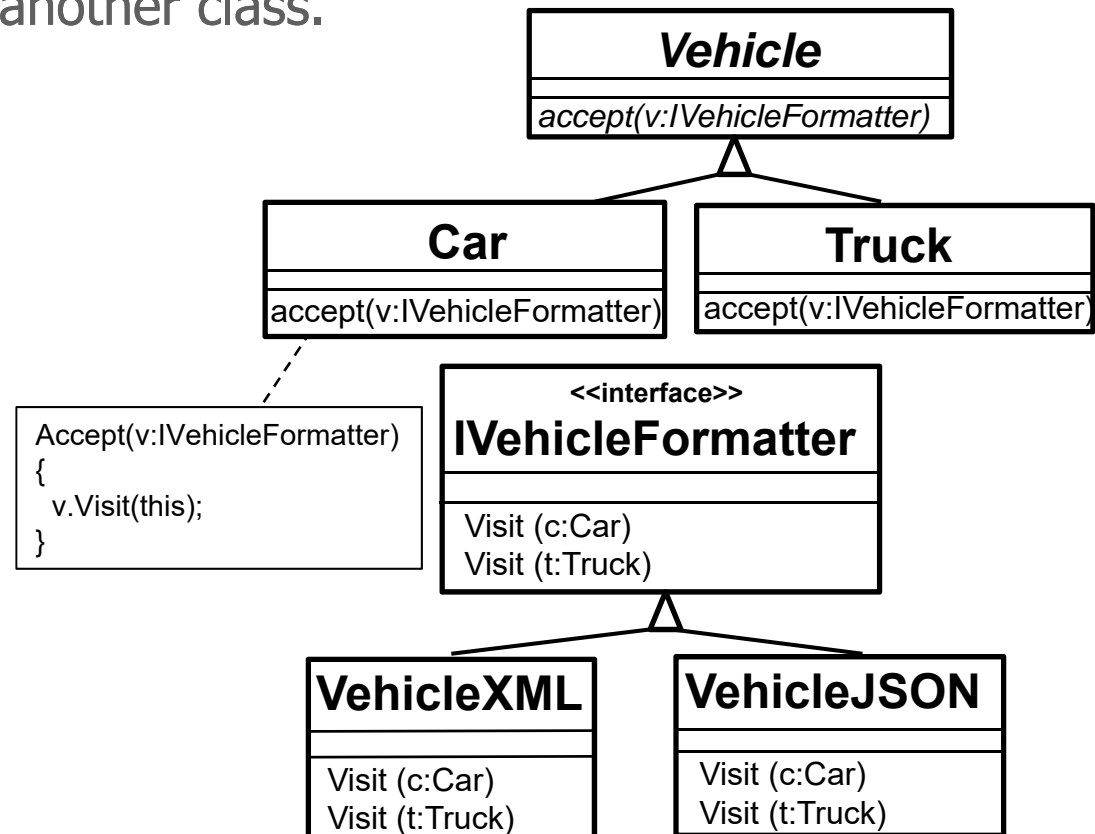 another class.
Vehicle
accept(v:IVehicleFormatter)
Car
accept(v:IVehicleFormatter)
Truck
accept(v:IVehicleFormatter)
Accept(v:IVehicleFormatter)
{
v.Visit(this);
}
<<interface>>
IVehicleFormatter
Visit (c:Car)
Visit (t:Truck)
VehicleXML
Visit (c:Car)
Visit (t:Truck)
VehicleJSON
Visit (c:Car)
Visit (t:Truck)